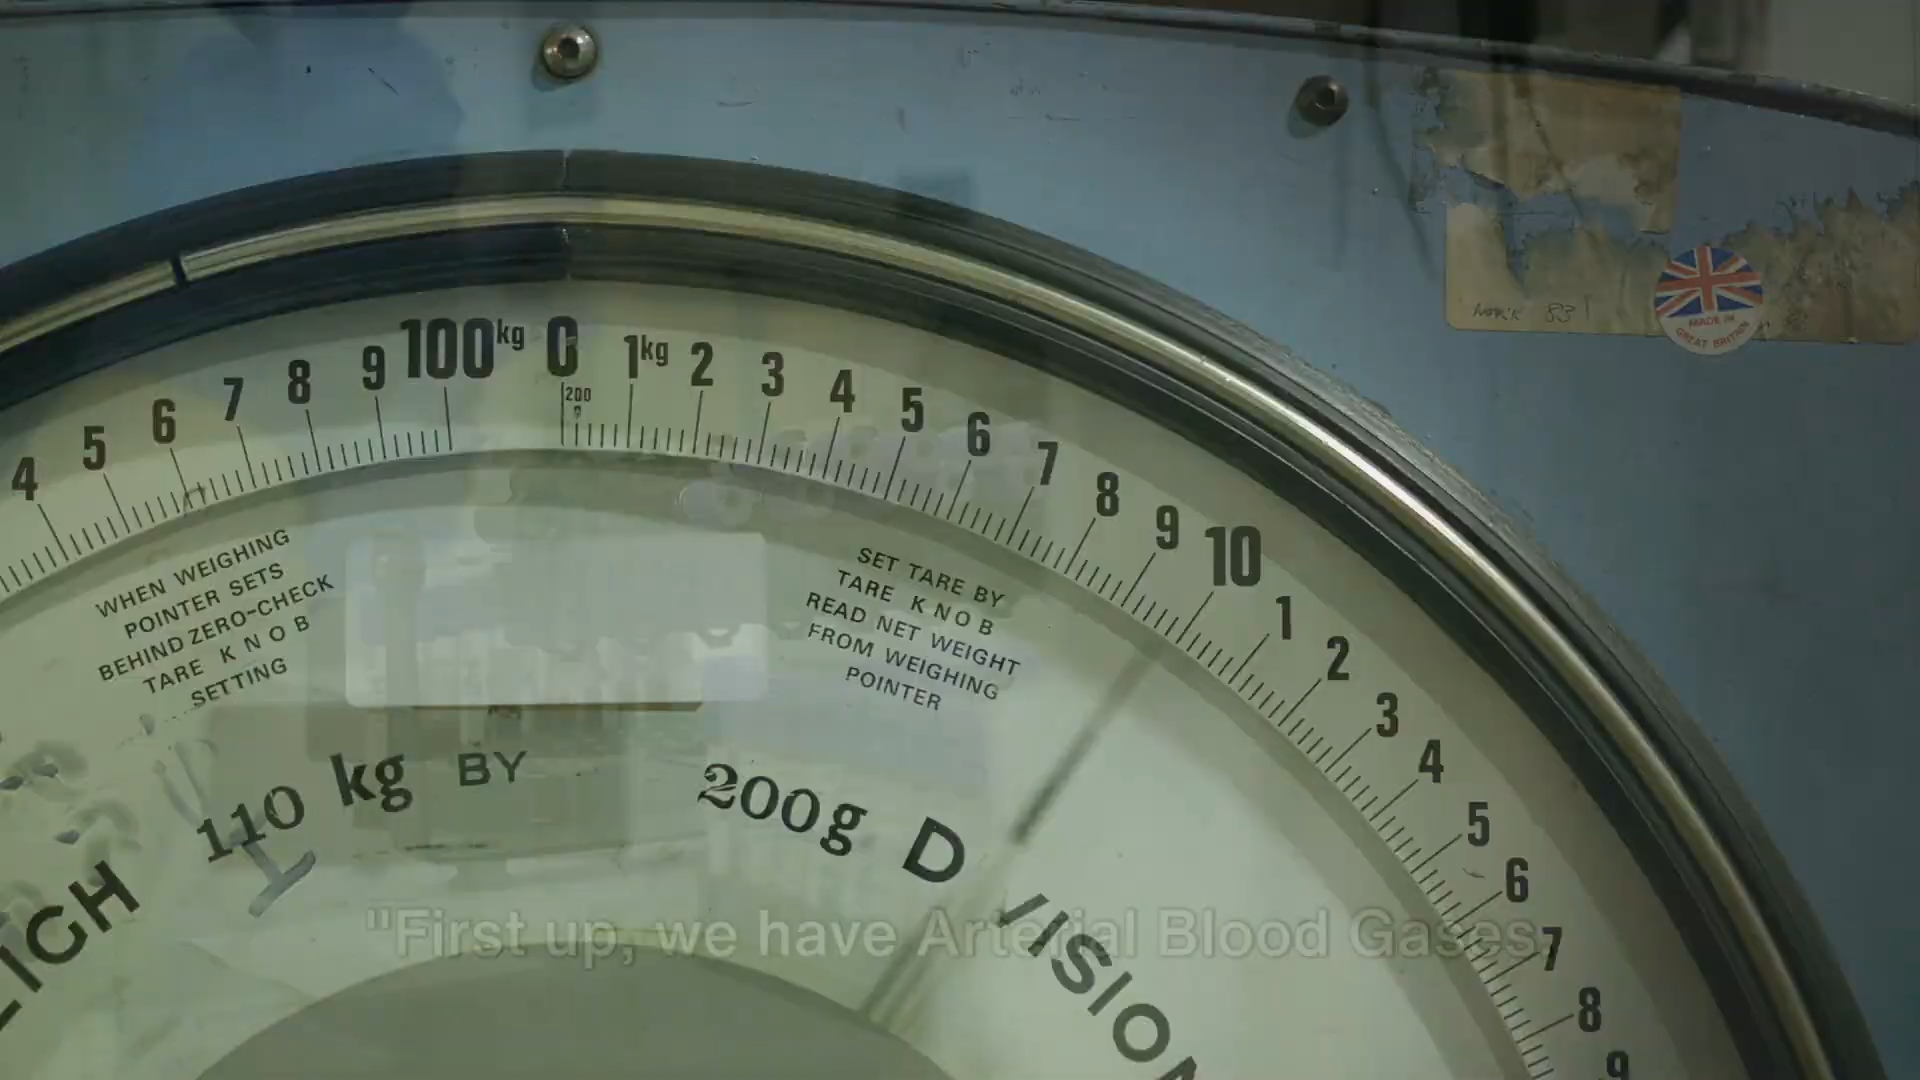 4 5 6 7 8 9 100kg 0 1kg 2 3 4 5 6 7 8 9 10 1 2 3 4 5 6 7 8 9
200
g
WHEN WEIGHING
POINTER SETS
BEHIND ZERO-CHECK
TARE KNOB
SETTING
SET TARE BY
TARE KNOB
READ NET WEIGHT
FROM WEIGHING
POINTER
110 kg BY 200g D VISION
EIGH
MADE IN
GREAT BRITAIN
"First up, we have Arterial Blood Gases.